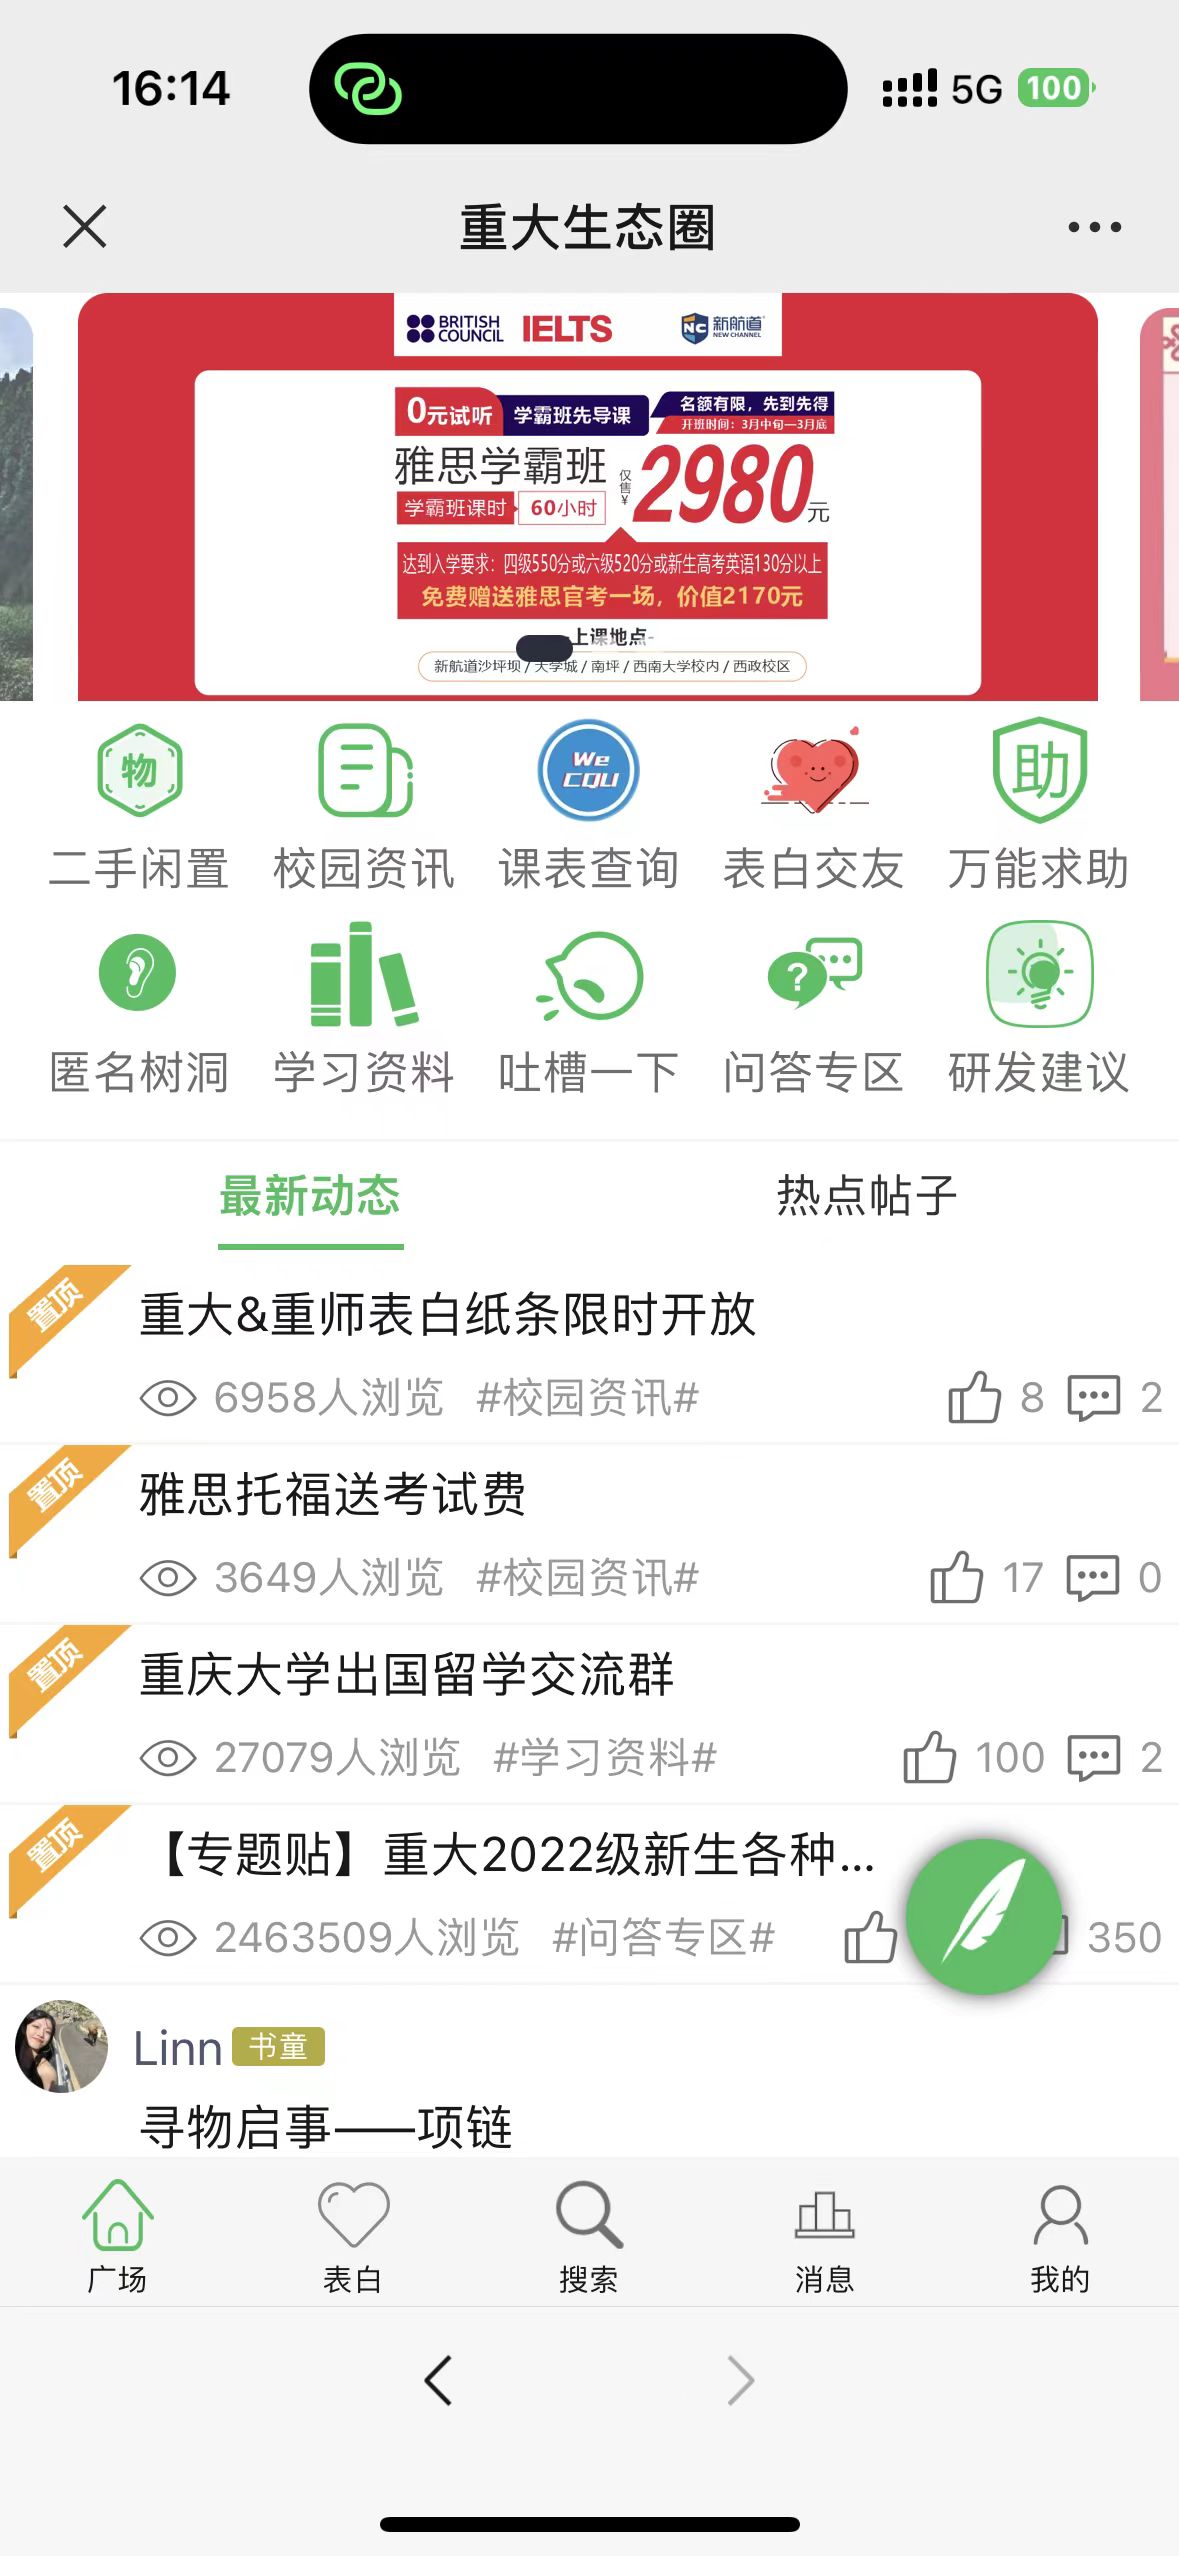 16:14
5G
100
重大生态圈
BRITISH
COUNCIL
IELTS
NC
新航道
NEW CHANNEL
0元试听
学霸班先导课
名额有限，先到先得
开班时间：3月中旬—3月底
雅思学霸班
仅售¥
2980元
学霸班课时
60小时
达到入学要求：四级550分或六级520分或新生高考英语130分以上
免费赠送雅思官考一场，价值2170元
上课地点-
新航道沙坪坝 / 大学城 / 南坪 / 西南大学校内 / 西政校区
物
We
CQU
助
二手闲置
校园资讯
课表查询
表白交友
万能求助
?
匿名树洞
学习资料
吐槽一下
问答专区
研发建议
最新动态
热点帖子
置顶
重大&重师表白纸条限时开放
6958人浏览 #校园资讯#
8
2
置顶
雅思托福送考试费
3649人浏览 #校园资讯#
17
0
置顶
重庆大学出国留学交流群
27079人浏览 #学习资料#
100
2
置顶
【专题贴】重大2022级新生各种...
2463509人浏览 #问答专区#
350
Linn
书童
寻物启事——项链
广场
表白
搜索
消息
我的